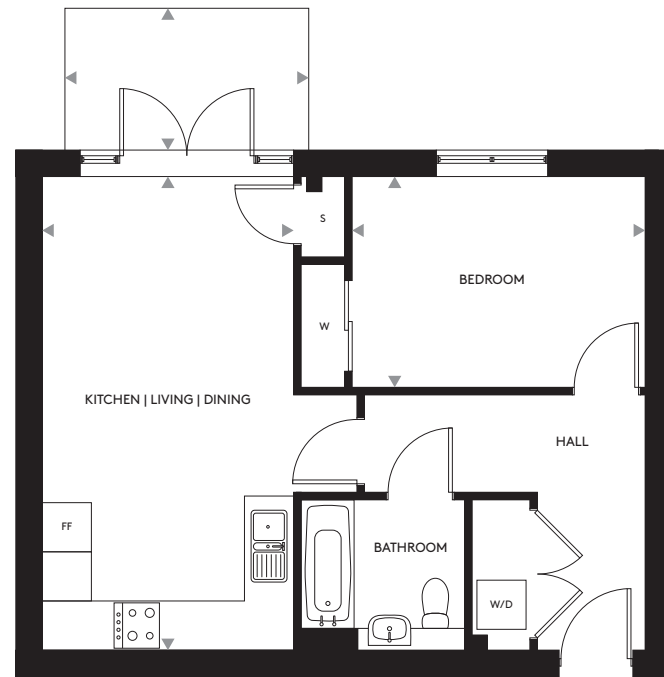 S
BEDROOM
W
KITCHEN | LIVING | DINING
HALL
FF
BATHROOM
W/D